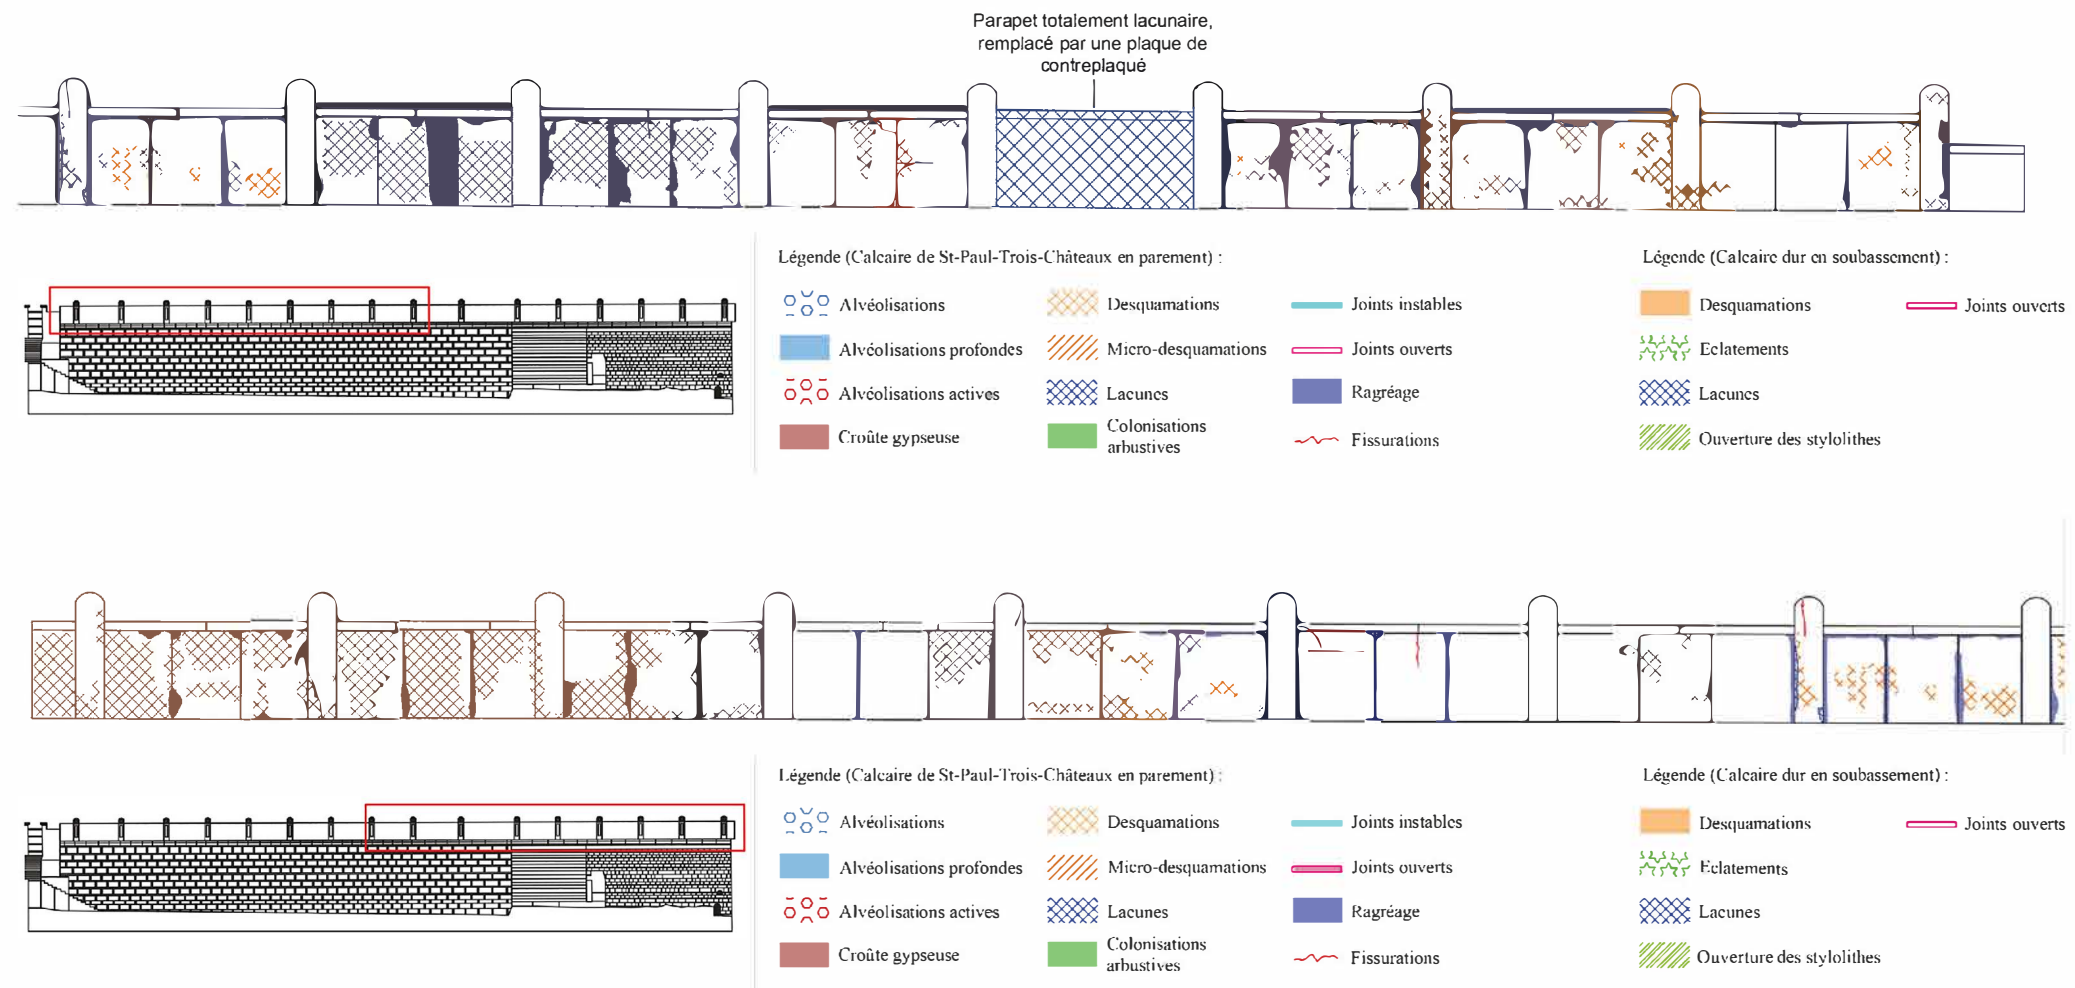 Parapet totalement lacunaire,
remplacé par une plaque de
contreplaqué
Légende (Calcaire de St-Paul-Trois-Châteaux en parement) :
Alvéolisations
Alvéolisations profondes
Alvéolisations actives
Croûte gypseuse
Desquamations
Micro-desquamations
Lacunes
Colonisations
arbustives
Joints instables
Joints ouverts
Ragréage
Fissurations
Légende (Calcaire dur en soubassement) :
Desquamations
Eclatements
Lacunes
Ouverture des stylolithes
Joints ouverts
Légende (Calcaire de St-Paul-Trois-Châteaux en parement) :
Alvéolisations
Alvéolisations profondes
Alvéolisations actives
Croûte gypseuse
Desquamations
Micro-desquamations
Lacunes
Colonisations
arbustives
Joints instables
Joints ouverts
Ragréage
Fissurations
Légende (Calcaire dur en soubassement) :
Desquamations
Eclatements
Lacunes
Ouverture des stylolithes
Joints ouverts